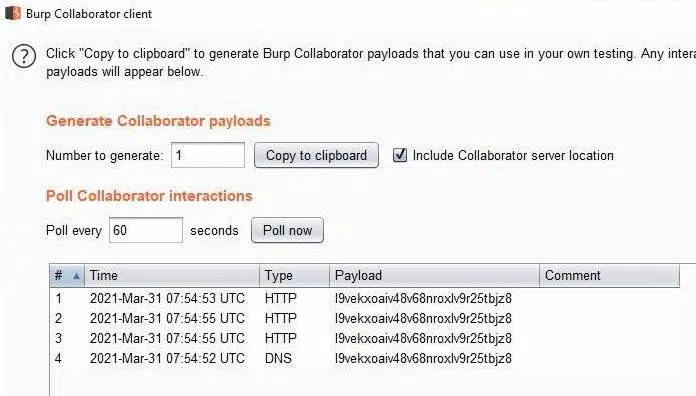 Burp Collaborator client
Click "Copy to clipboard" to generate Burp Collaborator payloads that you can use in your own testing. Any intera
payloads will appear below.
Generate Collaborator payloads
Number to generate: 1 Copy to clipboard Include Collaborator server location
Poll Collaborator interactions
Poll every 60 seconds Poll now
# Time Type Payload Comment
1 2021-Mar-31 07:54:53 UTC HTTP l9vekxoaiv48v68nroxlv9r25tbjz8
2 2021-Mar-31 07:54:55 UTC HTTP l9vekxoaiv48v68nroxlv9r25tbjz8
3 2021-Mar-31 07:54:55 UTC HTTP l9vekxoaiv48v68nroxlv9r25tbjz8
4 2021-Mar-31 07:54:52 UTC DNS l9vekxoaiv48v68nroxlv9r25tbjz8